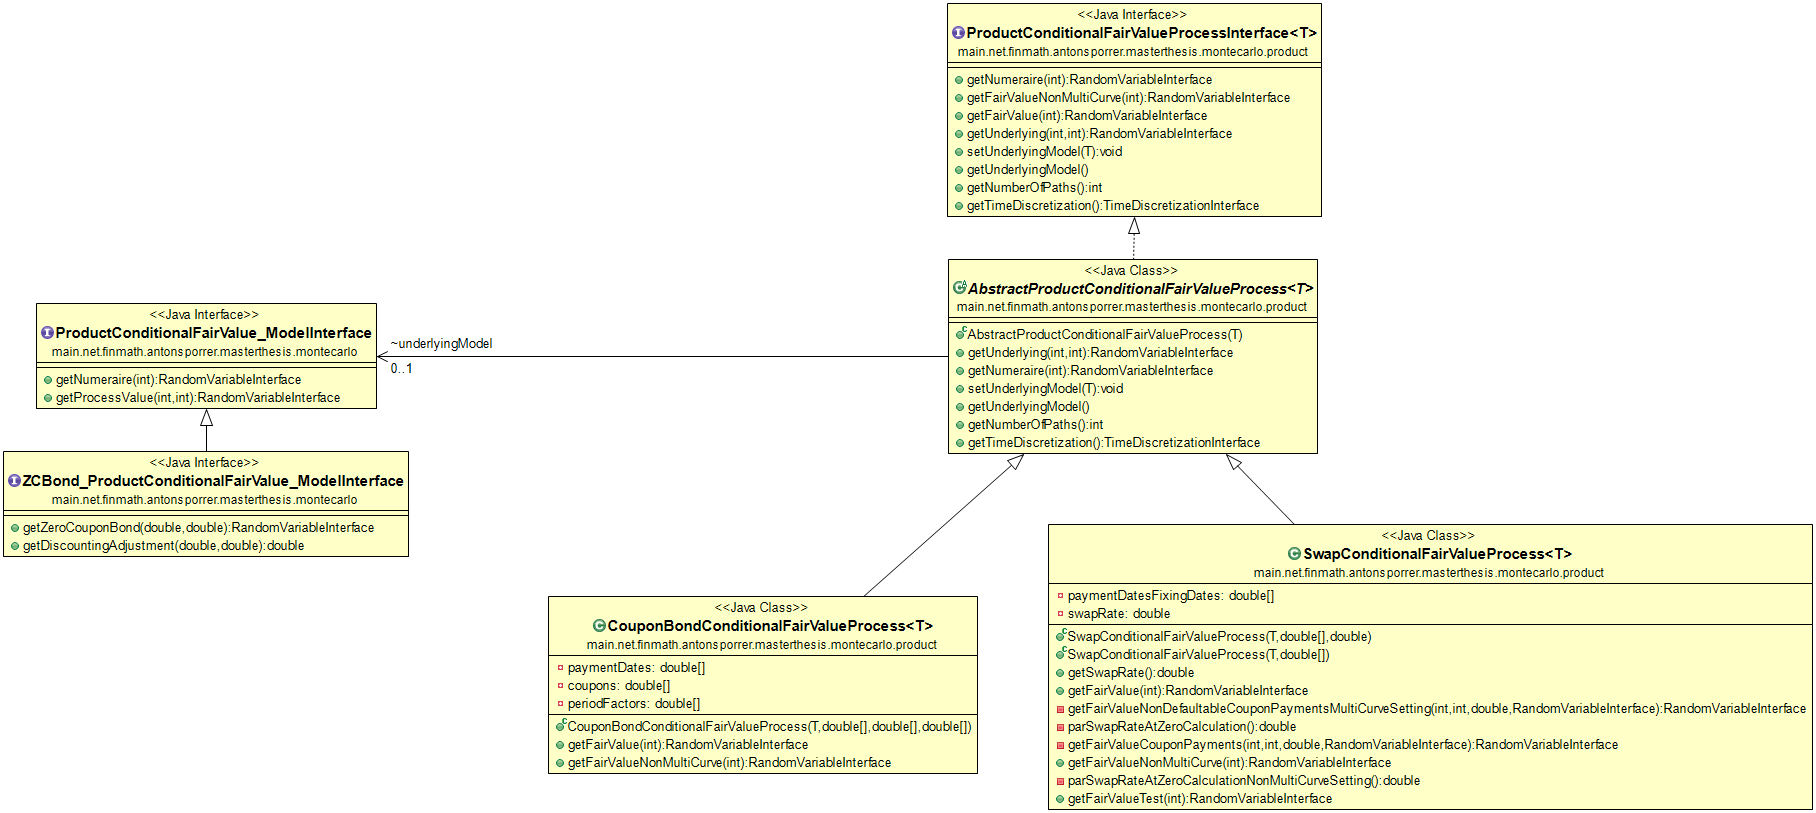 <<Java Interface>>
ProductConditionalFairValueProcessInterface<T>
main.net.finmath.antonsporrer.masterthesis.montecarlo.product
getNumeraire(int):RandomVariableInterface
getFairValueNonMultiCurve(int):RandomVariableInterface
getFairValue(int):RandomVariableInterface
getUnderlying(int,int):RandomVariableInterface
setUnderlyingModel(T):void
getUnderlyingModel()
getNumberOfPaths():int
getTimeDiscretization():TimeDiscretizationInterface
<<Java Class>>
AbstractProductConditionalFairValueProcess<T>
main.net.finmath.antonsporrer.masterthesis.montecarlo.product
AbstractProductConditionalFairValueProcess(T)
getUnderlying(int,int):RandomVariableInterface
getNumeraire(int):RandomVariableInterface
setUnderlyingModel(T):void
getUnderlyingModel()
getNumberOfPaths():int
getTimeDiscretization():TimeDiscretizationInterface
<<Java Interface>>
ProductConditionalFairValue_ModelInterface
main.net.finmath.antonsporrer.masterthesis.montecarlo
getNumeraire(int):RandomVariableInterface
getProcessValue(int,int):RandomVariableInterface
~underlyingModel
0..1
<<Java Interface>>
ZCBond_ProductConditionalFairValue_ModelInterface
main.net.finmath.antonsporrer.masterthesis.montecarlo
getZeroCouponBond(double,double):RandomVariableInterface
getDiscountingAdjustment(double,double):double
<<Java Class>>
CouponBondConditionalFairValueProcess<T>
main.net.finmath.antonsporrer.masterthesis.montecarlo.product
paymentDates: double[]
coupons: double[]
periodFactors: double[]
CouponBondConditionalFairValueProcess(T,double[],double[],double[])
getFairValue(int):RandomVariableInterface
getFairValueNonMultiCurve(int):RandomVariableInterface
<<Java Class>>
SwapConditionalFairValueProcess<T>
main.net.finmath.antonsporrer.masterthesis.montecarlo.product
paymentDatesFixingDates: double[]
swapRate: double
SwapConditionalFairValueProcess(T,double[],double)
SwapConditionalFairValueProcess(T,double[])
getSwapRate():double
getFairValue(int):RandomVariableInterface
getFairValueNonDefaultableCouponPaymentsMultiCurveSetting(int,int,double,RandomVariableInterface):RandomVariableInterface
parSwapRateAtZeroCalculation():double
getFairValueCouponPayments(int,int,double,RandomVariableInterface):RandomVariableInterface
getFairValueNonMultiCurve(int):RandomVariableInterface
parSwapRateAtZeroCalculationNonMultiCurveSetting():double
getFairValueTest(int):RandomVariableInterface